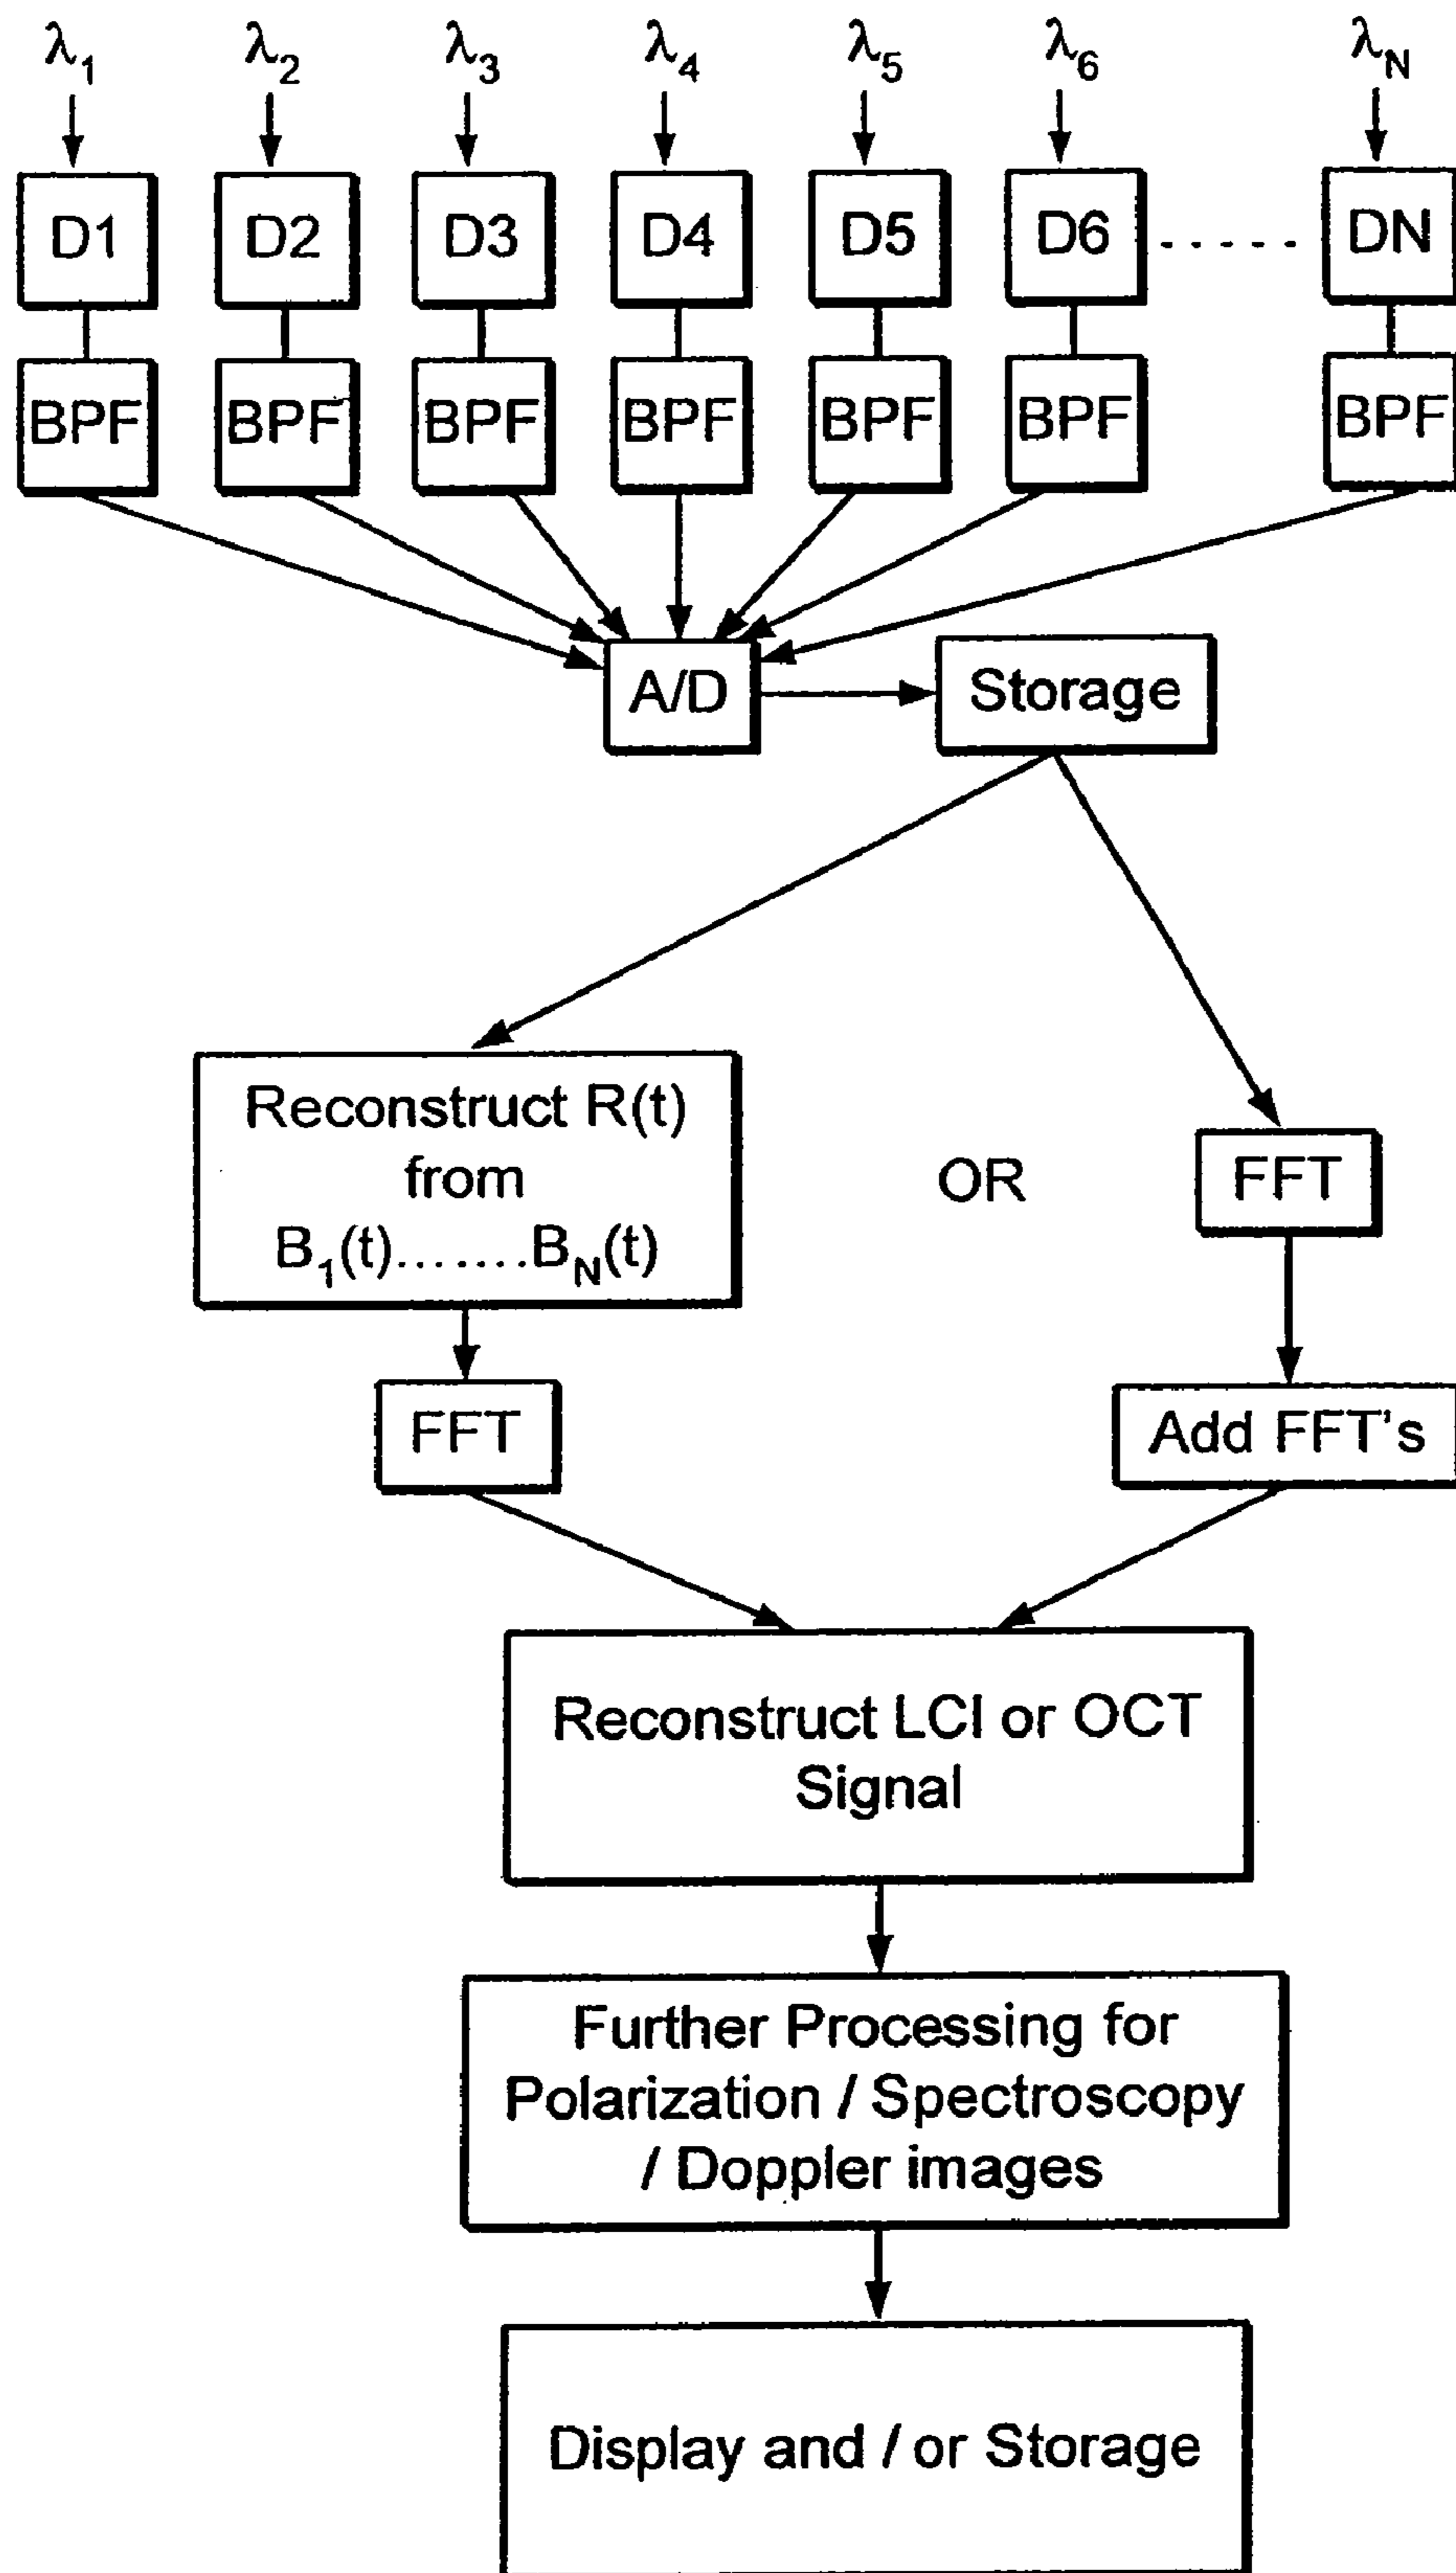 λ1 λ2 λ3 λ4 λ5 λ6 λN
D1 D2 D3 D4 D5 D6 ...... DN
BPF BPF BPF BPF BPF BPF BPF
A/D Storage
Reconstruct R(t)
from
B1(t).......BN(t)
OR
FFT
FFT
Add FFT's
Reconstruct LCI or OCT
Signal
Further Processing for
Polarization / Spectroscopy
/ Doppler images
Display and / or Storage